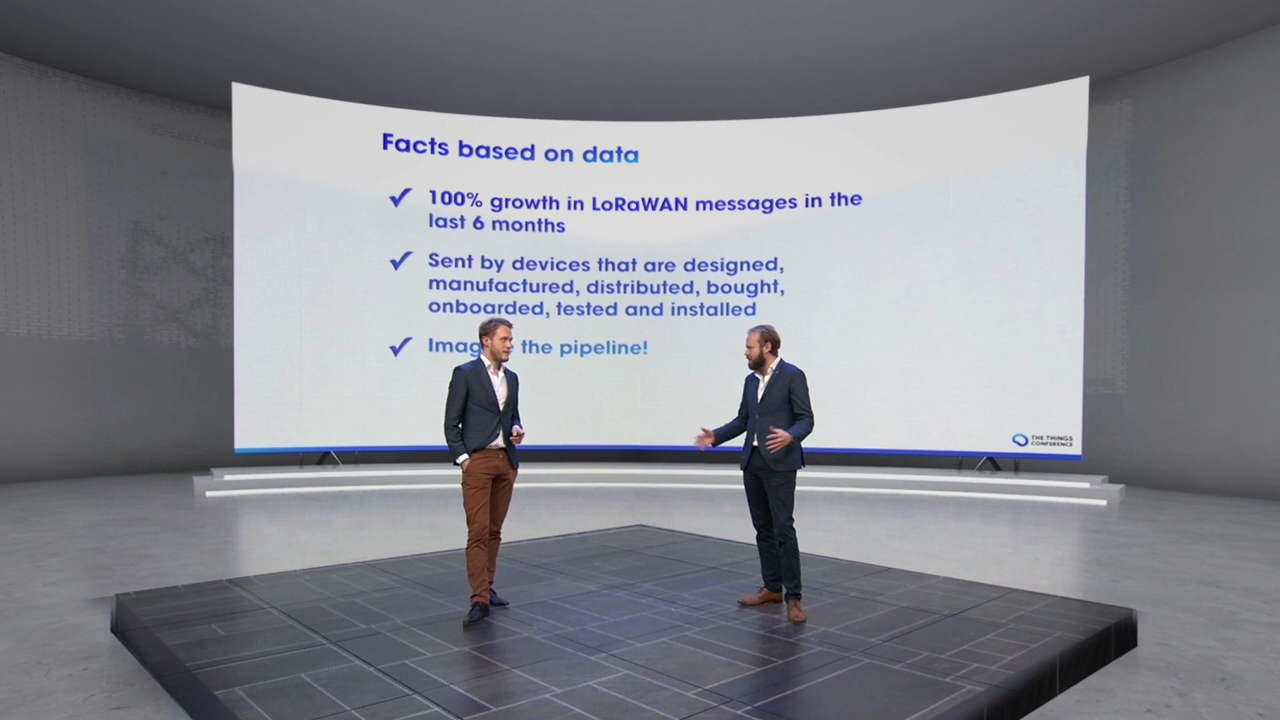 Facts based on data
100% growth in LoRaWAN messages in the
last 6 months
Sent by devices that are designed,
manufactured, distributed, bought,
onboarded, tested and installed
the pipeline!
THE THINGS
CONFERENCE